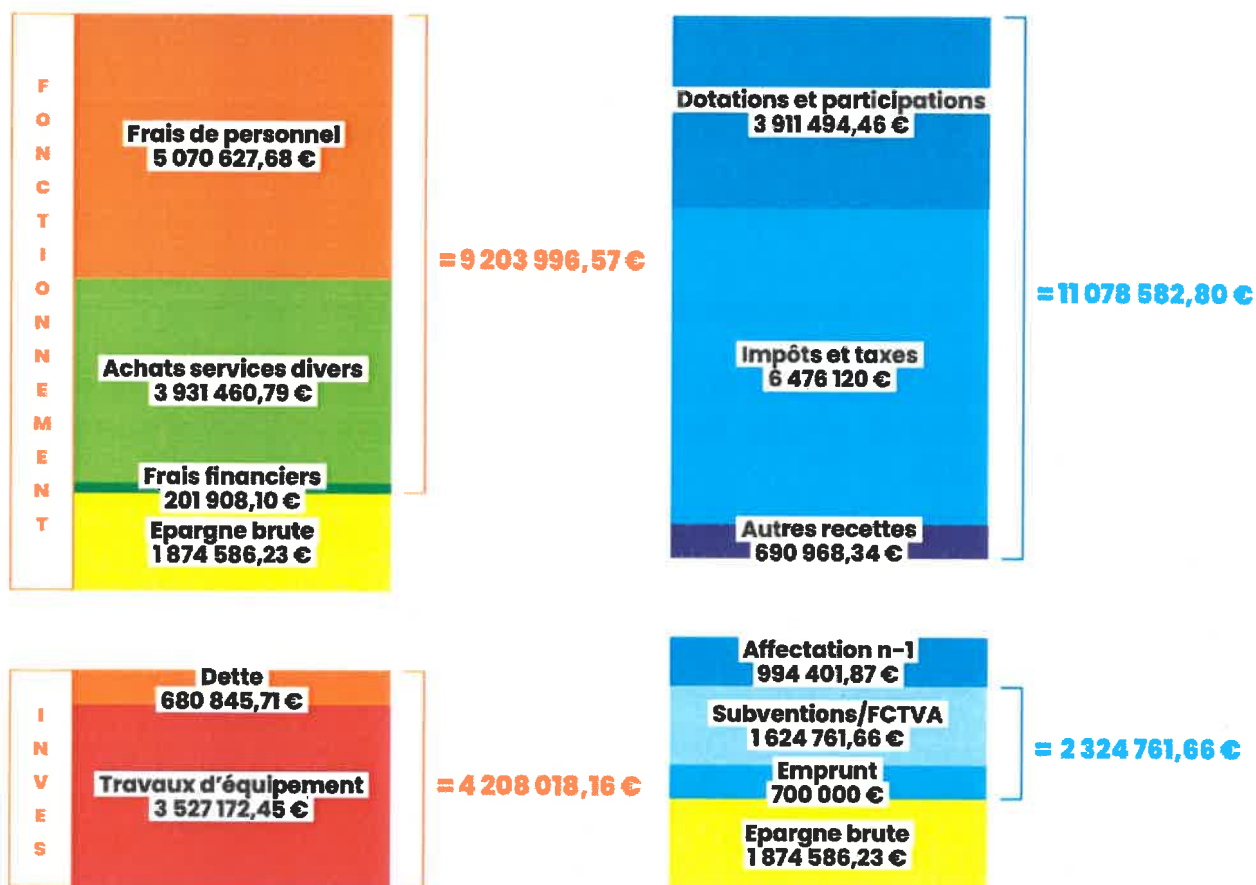 FONCTIONNEMENT
Frais de personnel
5 070 627,68 €
Achats services divers
3 931 460,79 €
Frais financiers
201 908,10 €
Epargne brute
1 874 586,23 €
= 9 203 996,57 €
Dotations et participations
3 911 494,46 €
Impôts et taxes
6 476 120 €
Autres recettes
690 968,34 €
= 11 078 582,80 €
INVES
Dette
680 845,71 €
Travaux d'équipement
3 527 172,45 €
= 4 208 018,16 €
Affectation n-1
994 401,87 €
Subventions/FCTVA
1 624 761,66 €
Emprunt
700 000 €
Epargne brute
1 874 586,23 €
= 2 324 761,66 €